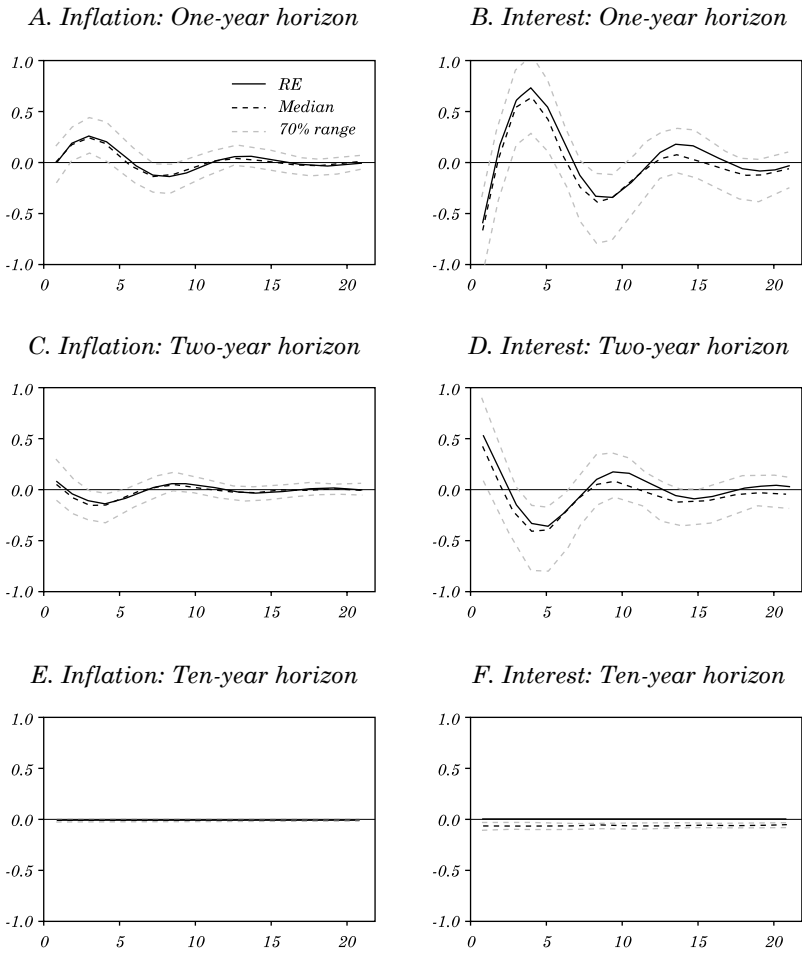 A. Inflation: One-year horizon
B. Interest: One-year horizon
1.0
0.5
0.0
-0.5
-1.0
RE
Median
70% range
0 5 10 15 20
1.0
0.5
0.0
-0.5
-1.0
0 5 10 15 20
C. Inflation: Two-year horizon
D. Interest: Two-year horizon
1.0
0.5
0.0
-0.5
-1.0
0 5 10 15 20
1.0
0.5
0.0
-0.5
-1.0
0 5 10 15 20
E. Inflation: Ten-year horizon
F. Interest: Ten-year horizon
1.0
0.5
0.0
-0.5
-1.0
0 5 10 15 20
1.0
0.5
0.0
-0.5
-1.0
0 5 10 15 20